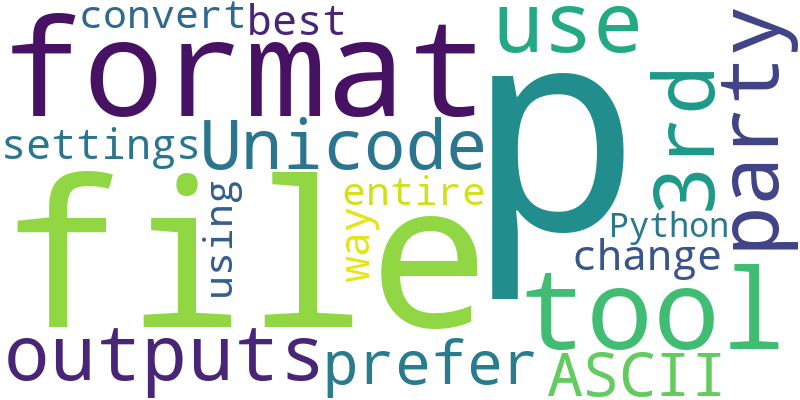 convert best
format
use
party
3rd
settings
Unicode
p
file
using
way
entire
Python
change
tool
outputs
prefer
ASCII